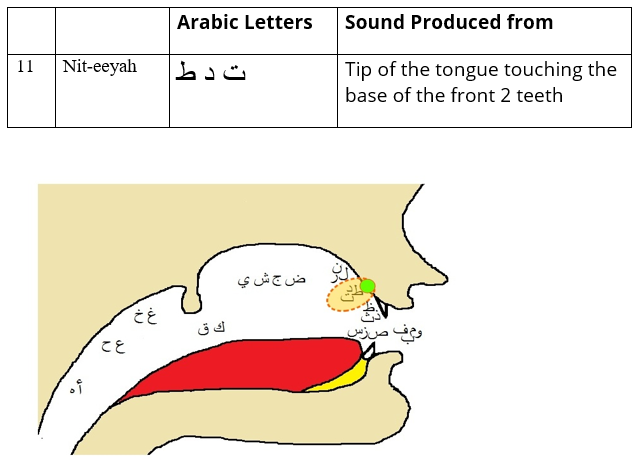 Arabic Letters Sound Produced from
11 Nit-eeyah ت د ط Tip of the tongue touching the
base of the front 2 teeth
ن
ل ر
ض ج ش ي
ط د
ت
ظ
ذ ث
غ خ
ك ق
ص ز س
و م ف
ب
ع ح
أ ه